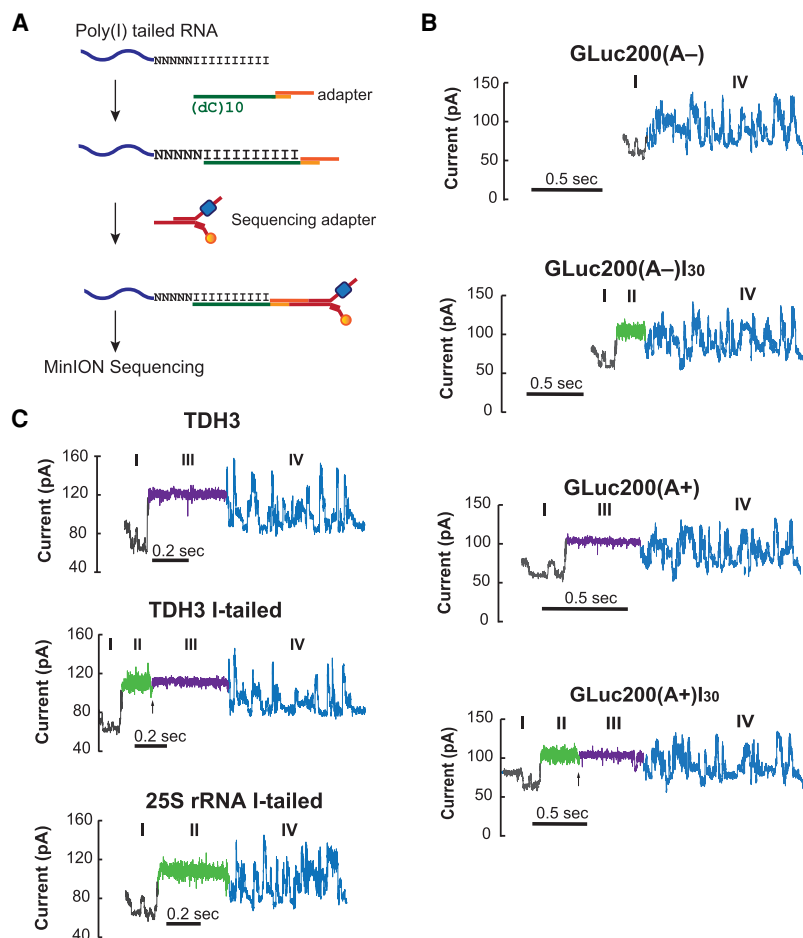 A
Poly(I) tailed RNA
NNNNNIIIIIIIIII
(dC)10
adapter
NNNNNIIIIIIIIII
Sequencing adapter
NNNNNIIIIIIIIII
MinION Sequencing
B
GLuc200(A–)
Current (pA)
150
100
50
0
I
IV
0.5 sec
GLuc200(A–)I30
Current (pA)
150
100
50
0
I
II
IV
0.5 sec
GLuc200(A+)
Current (pA)
150
100
50
0
I
III
IV
0.5 sec
GLuc200(A+)I30
Current (pA)
150
100
50
0
I
II
III
IV
0.5 sec
C
TDH3
Current (pA)
160
120
80
40
I
III
IV
0.2 sec
TDH3 I-tailed
Current (pA)
160
120
80
40
I
II
III
IV
0.2 sec
25S rRNA I-tailed
Current (pA)
160
120
80
40
I
II
IV
0.2 sec